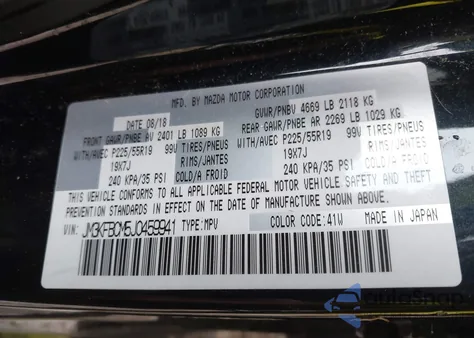 MFD. BY MAZDA MOTOR CORPORATION
DATE 08/18 GVWR/PNBV 4669 LB 2118 KG
FRONT GAWR/PNBE AV 2401 LB 1089 KG REAR GAWR/PNBE AR 2269 LB 1029 KG
WITH/AVEC P225/55R19 99V TIRES/PNEUS WITH/AVEC P225/55R19 99V TIRES/PNEUS
19X7J RIMS/JANTES 19X7J RIMS/JANTES
240 KPA/35 PSI COLD/A FROID 240 KPA/35 PSI COLD/A FROID
THIS VEHICLE CONFORMS TO ALL APPLICABLE FEDERAL MOTOR VEHICLE SAFETY AND THEFT
PREVENTION STANDARDS IN EFFECT ON THE DATE OF MANUFACTURE SHOWN ABOVE.
VIN: JM3KFBCM5J0459941 TYPE: MPV COLOR CODE: 41W MADE IN JAPAN
autoSnap